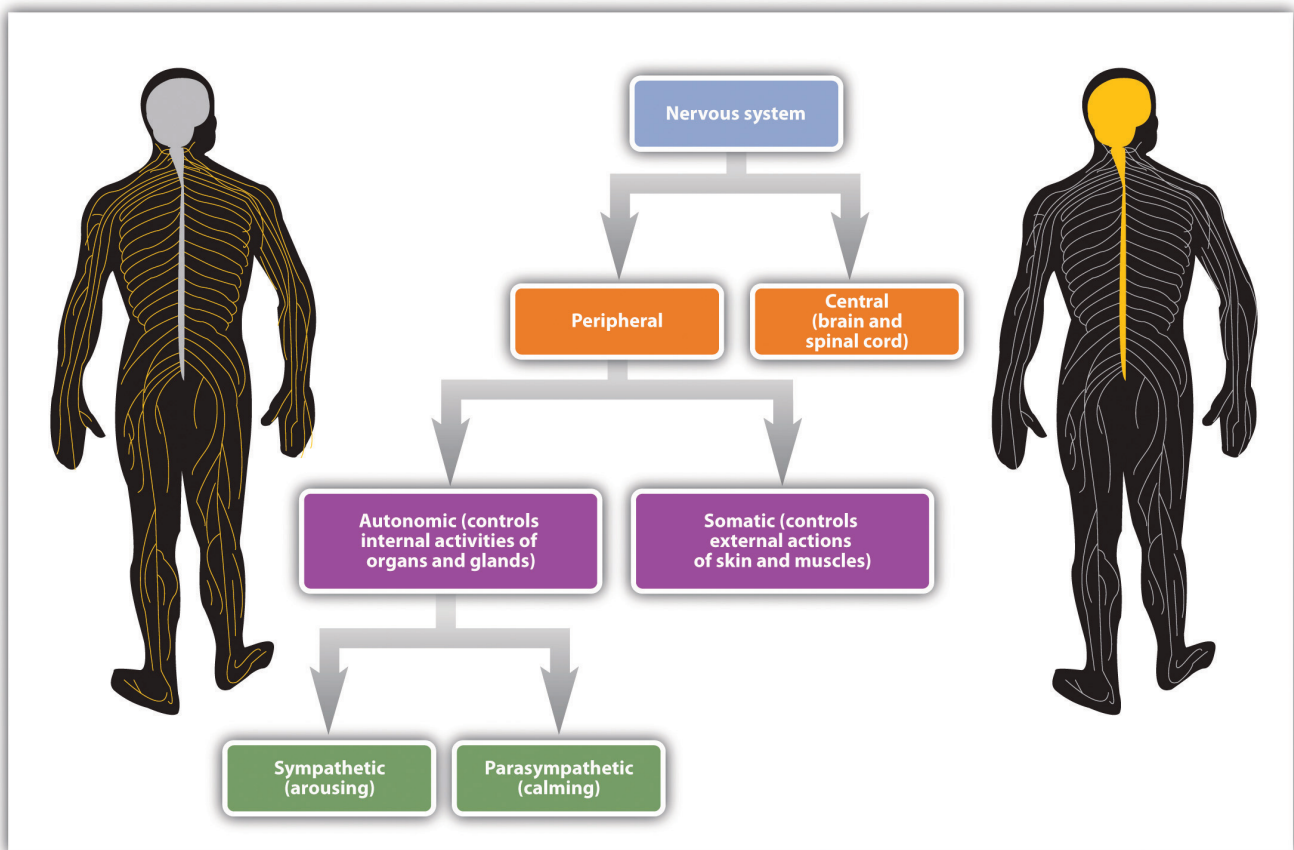 Nervous system
Peripheral
Central
(brain and
spinal cord)
Autonomic (controls
internal activities of
organs and glands)
Somatic (controls
external actions
of skin and muscles)
Sympathetic
(arousing)
Parasympathetic
(calming)